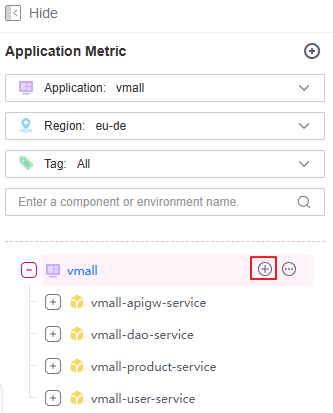 Hide
Application Metric
Application: vmall
Region: eu-de
Tag: All
Enter a component or environment name.
vmall
vmall-apigw-service
vmall-dao-service
vmall-product-service
vmall-user-service